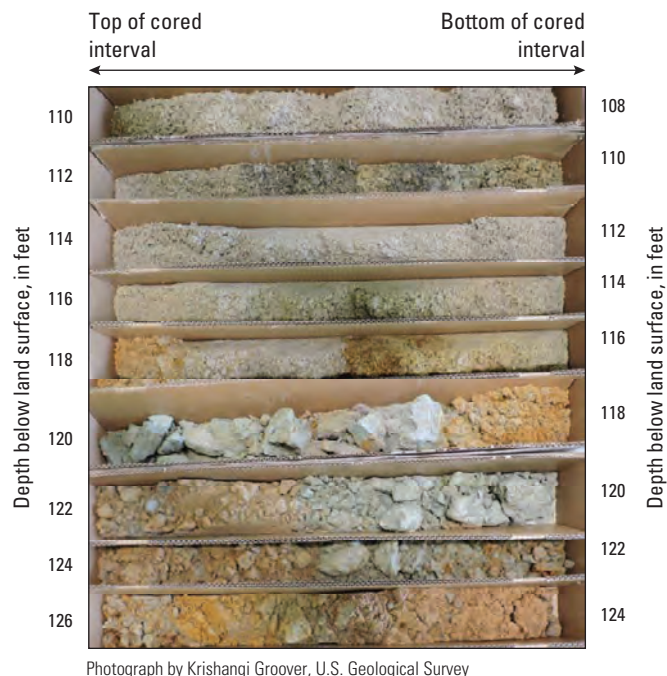 Top of cored
interval
Bottom of cored
interval
110
108
112
110
114
112
116
114
118
116
120
118
122
120
124
122
126
124
Depth below land surface, in feet
Depth below land surface, in feet
Photograph by Krishangi Groover, U.S. Geological Survey